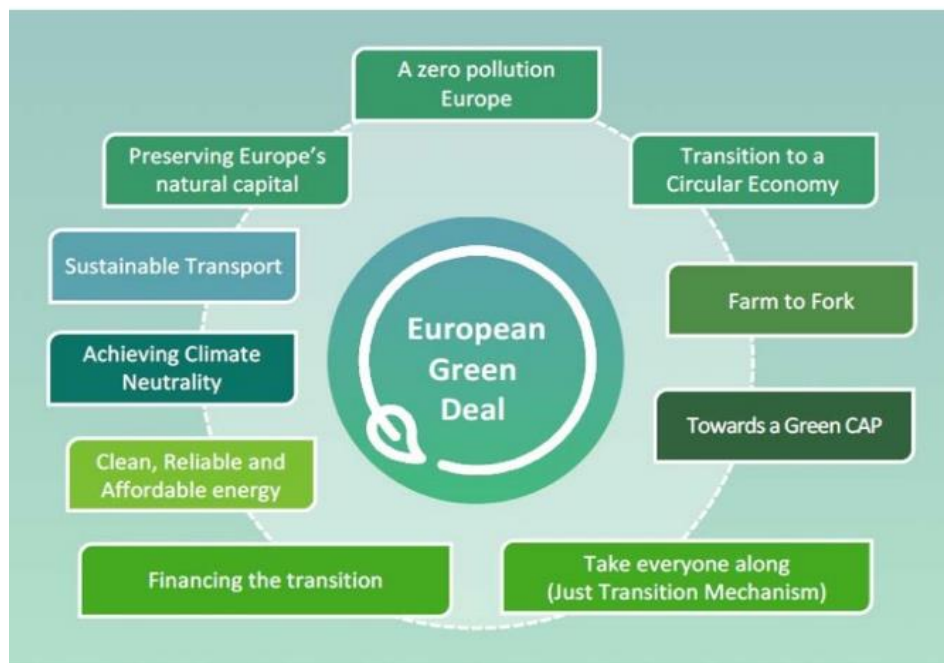 A zero pollution
Europe
Preserving Europe's
natural capital
Transition to a
Circular Economy
Sustainable Transport
Farm to Fork
European
Green
Deal
Achieving Climate
Neutrality
Towards a Green CAP
Clean, Reliable and
Affordable energy
Financing the transition
Take everyone along
(Just Transition Mechanism)